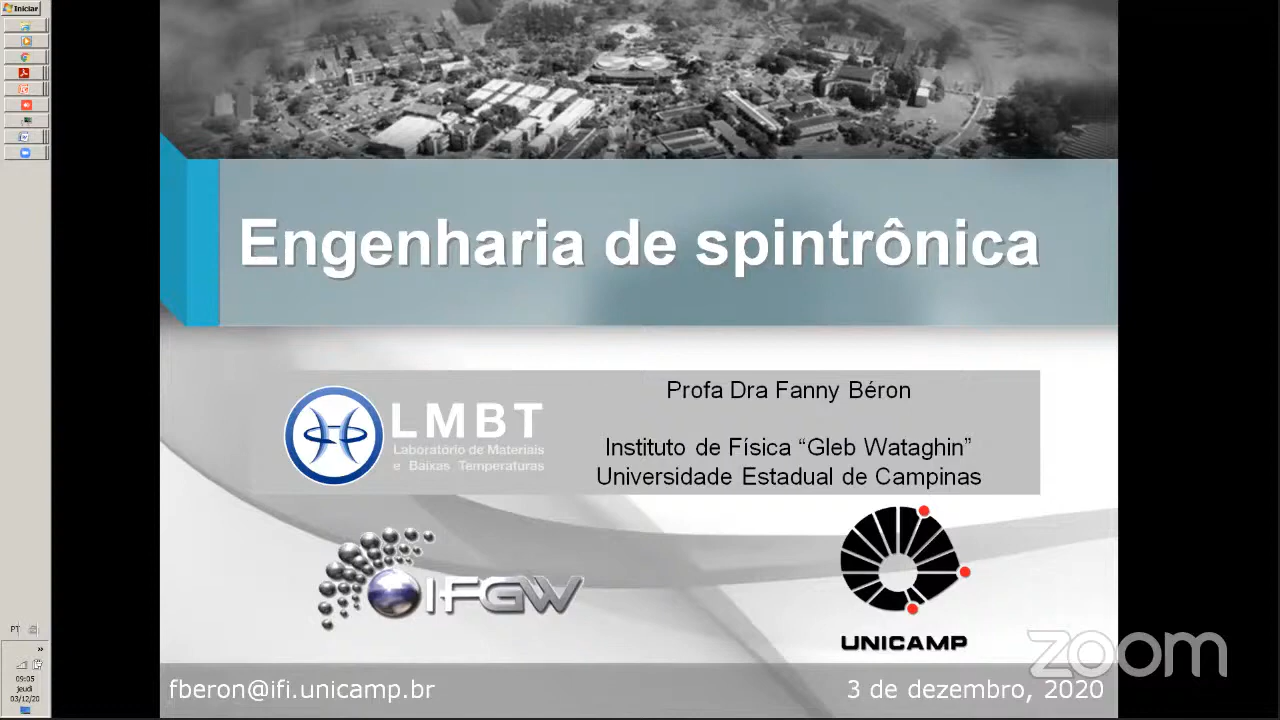 Iniciar
Engenharia de spintrônica
Profa Dra Fanny Béron
LMBT
Laboratório de Materiais
e Baixas Temperaturas
Instituto de Física “Gleb Wataghin”
Universidade Estadual de Campinas
IFGW
UNICAMP
zoom
fberon@ifi.unicamp.br
3 de dezembro, 2020
PT
»
09:05
jeudi
03/12/20